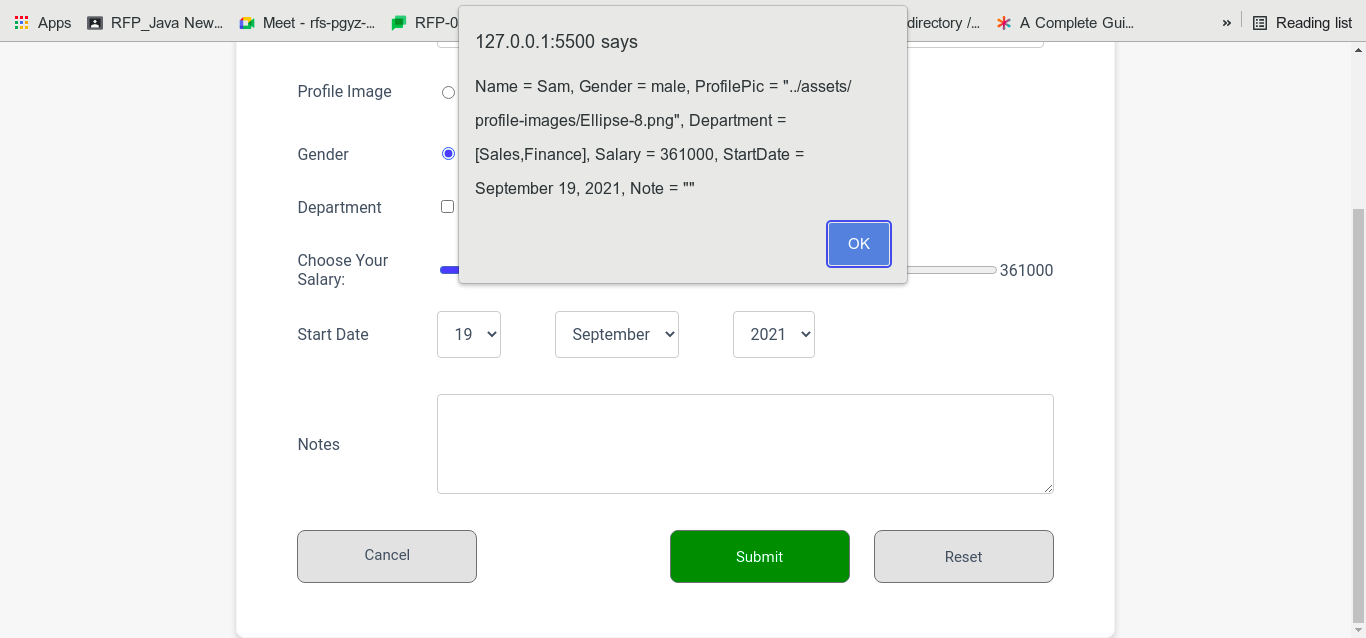 Apps RFP_Java New... Meet - rfs-pgyz-... RFP-0 directory /... A Complete Gui... » Reading list
127.0.0.1:5500 says
Name = Sam, Gender = male, ProfilePic = "../assets/
profile-images/Ellipse-8.png", Department =
[Sales,Finance], Salary = 361000, StartDate =
September 19, 2021, Note = ""
OK
Profile Image
Gender
Department
Choose Your
Salary:
361000
Start Date 19 September 2021
Notes
Cancel Submit Reset